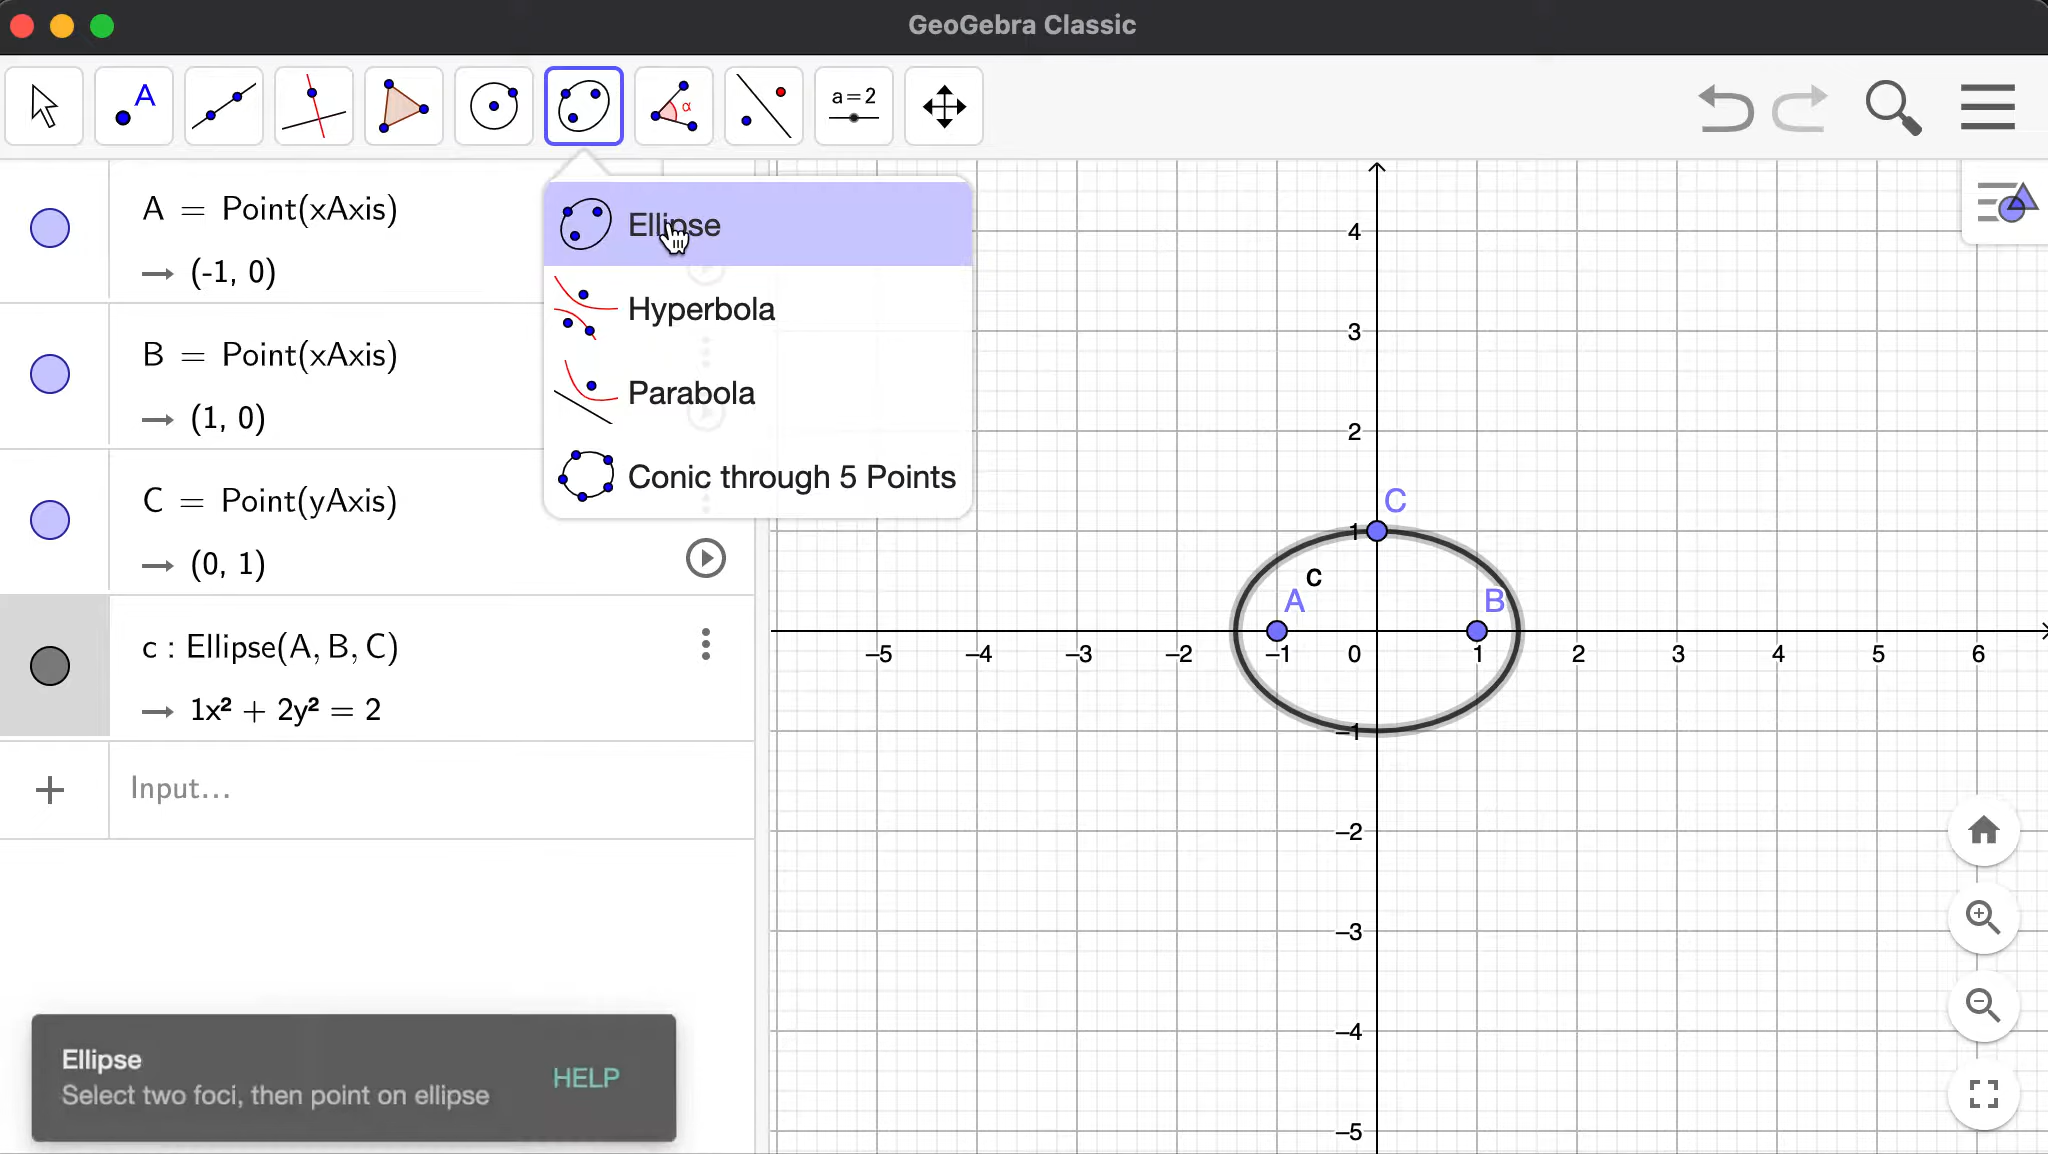 GeoGebra Classic
A
α
a=2
A = Point(xAxis)
→ (-1, 0)
B = Point(xAxis)
→ (1, 0)
C = Point(yAxis)
→ (0, 1)
c : Ellipse(A, B, C)
→ 1x² + 2y² = 2
+ Input…
Ellipse
Hyperbola
Parabola
Conic through 5 Points
4
3
2
C
1
c
A
B
–5 –4 –3 –2 –1 0 1 2 3 4 5 6
–1
–2
–3
–4
–5
Ellipse
Select two foci, then point on ellipse
HELP